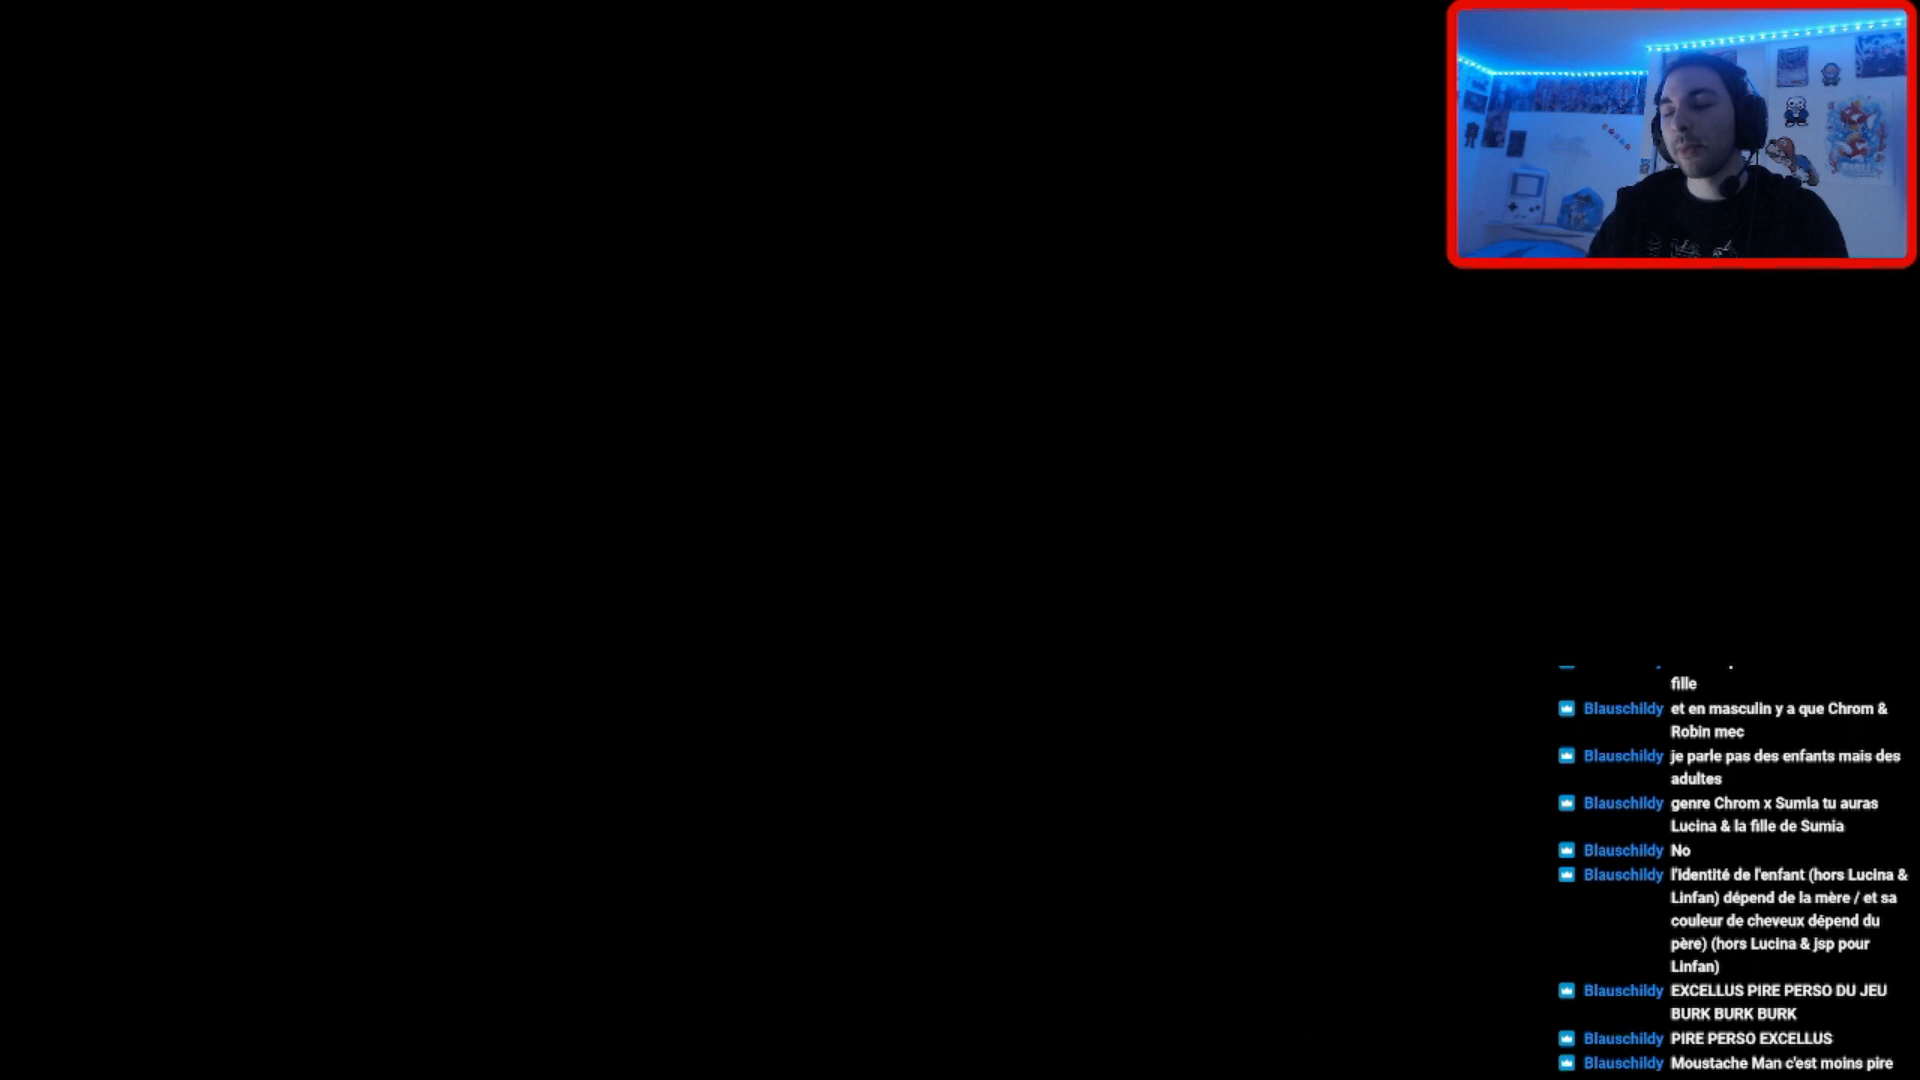 fille
Blauschildy et en masculin y a que Chrom &
Robin mec
Blauschildy je parle pas des enfants mais des
adultes
Blauschildy genre Chrom x Sumia tu auras
Lucina & la fille de Sumia
Blauschildy No
Blauschildy l'identité de l'enfant (hors Lucina &
Linfan) dépend de la mère / et sa
couleur de cheveux dépend du
père) (hors Lucina & jsp pour
Linfan)
Blauschildy EXCELLUS PIRE PERSO DU JEU
BURK BURK BURK
Blauschildy PIRE PERSO EXCELLUS
Blauschildy Moustache Man c'est moins pire